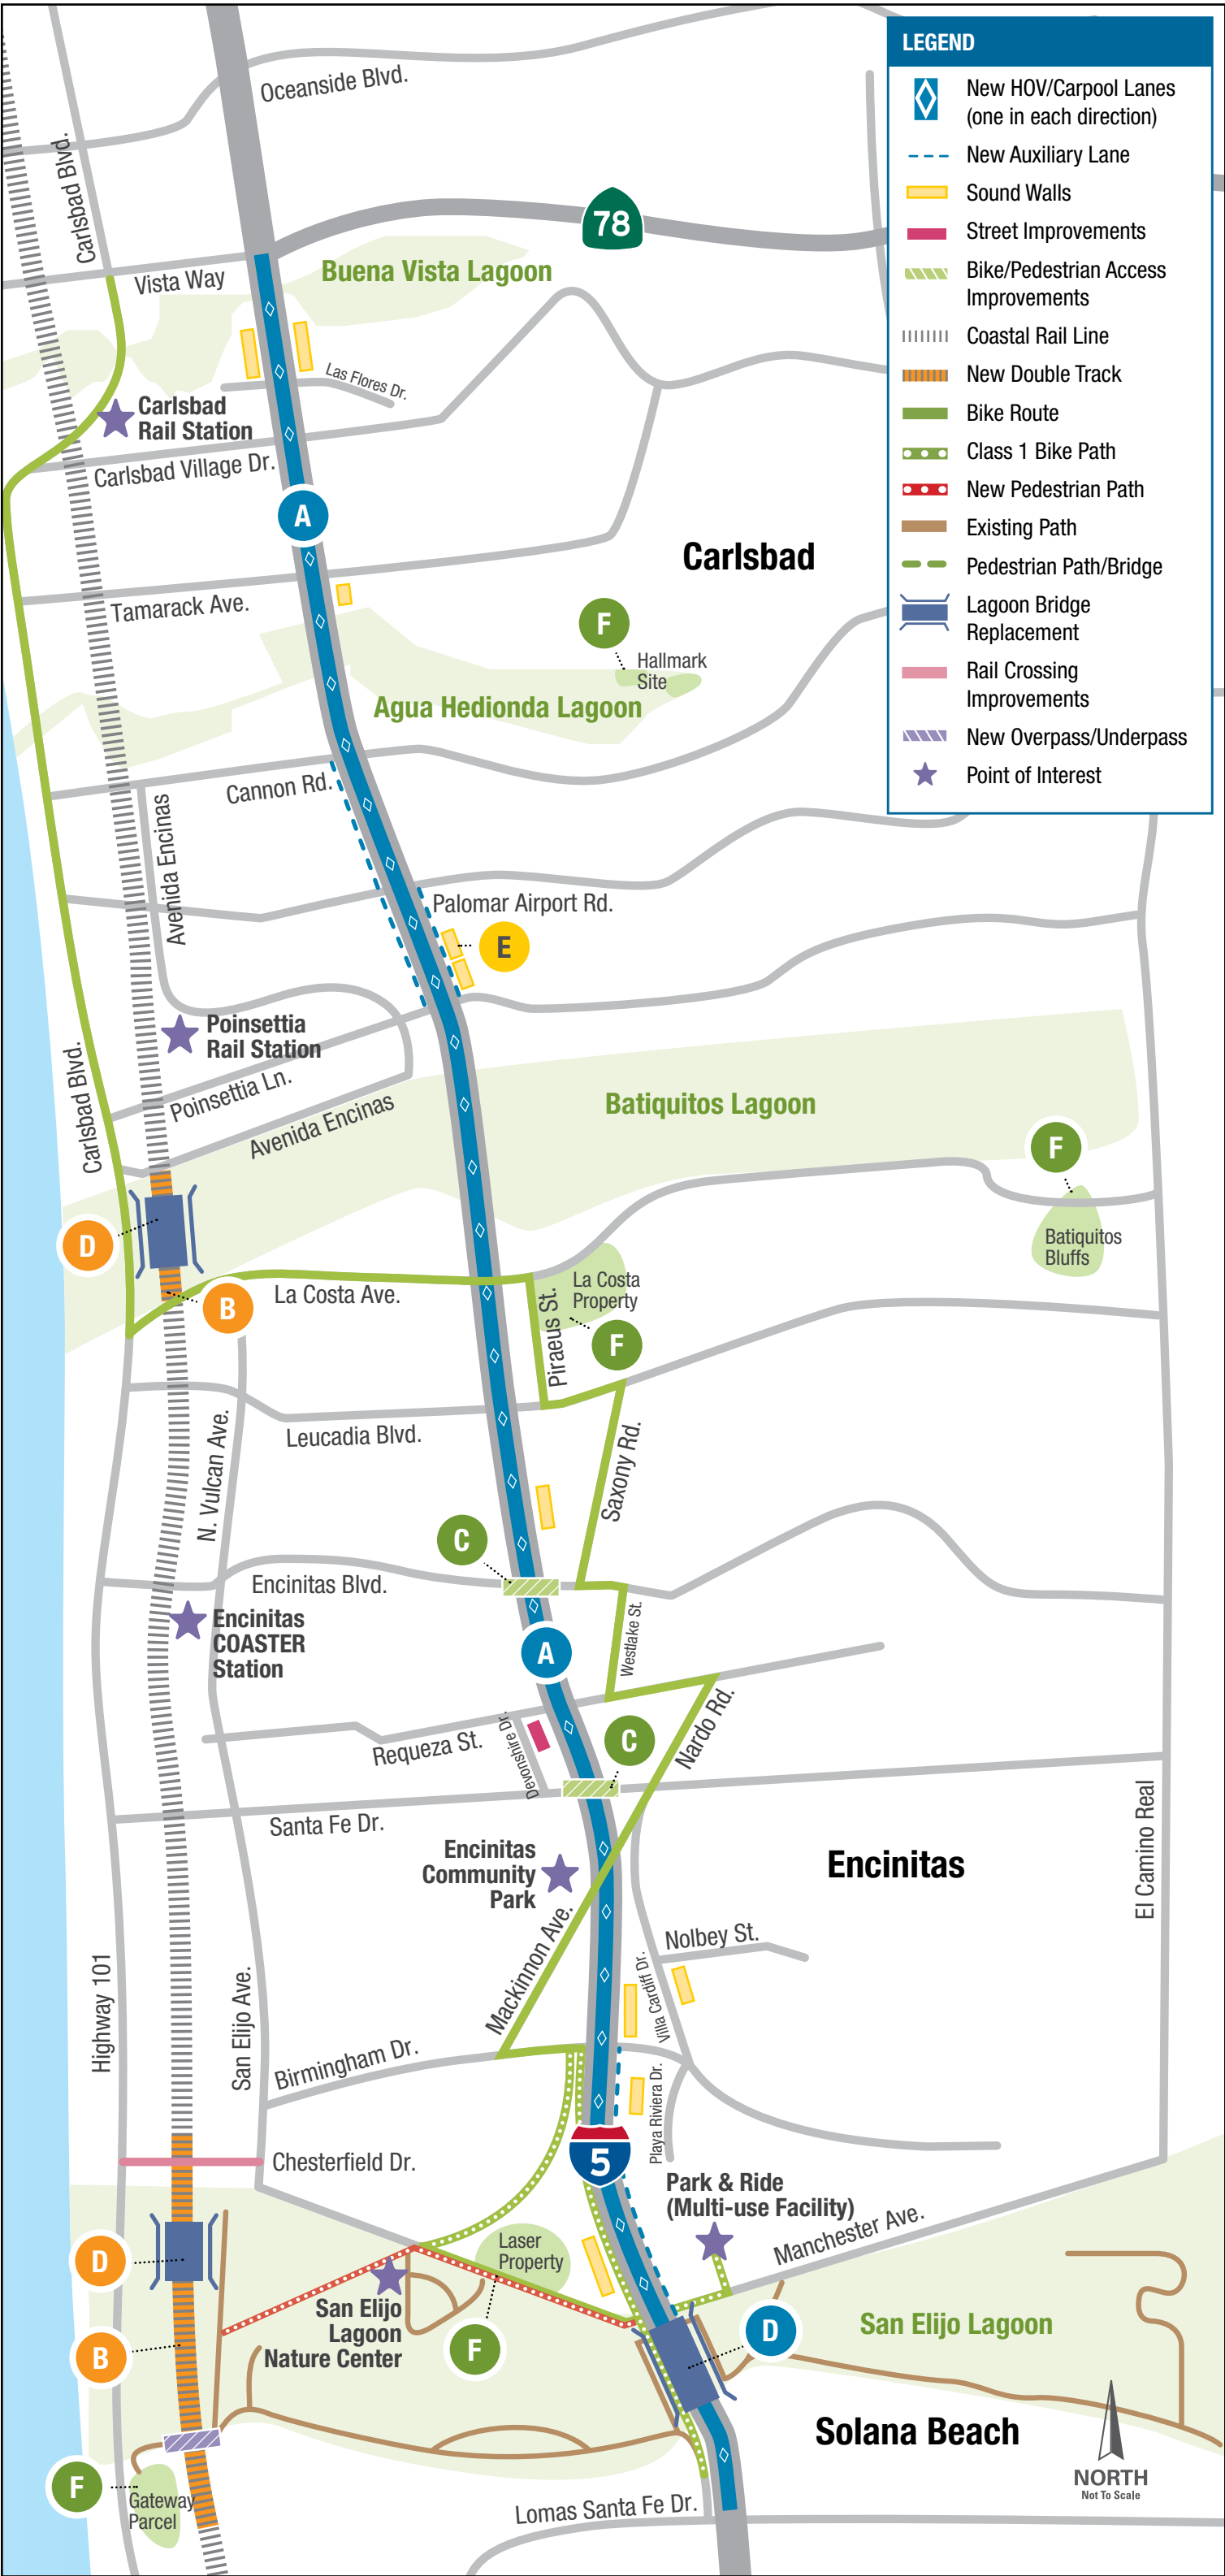 LEGEND
New HOV/Carpool Lanes
(one in each direction)
New Auxiliary Lane
Sound Walls
Street Improvements
Bike/Pedestrian Access
Improvements
Coastal Rail Line
New Double Track
Bike Route
Class 1 Bike Path
New Pedestrian Path
Existing Path
Pedestrian Path/Bridge
Lagoon Bridge
Replacement
Rail Crossing
Improvements
New Overpass/Underpass
Point of Interest
Oceanside Blvd.
Carlsbad Blvd.
78
Vista Way
Buena Vista Lagoon
Las Flores Dr.
Carlsbad
Rail Station
Carlsbad Village Dr.
A
Carlsbad
Tamarack Ave.
F
Hallmark
Site
Agua Hedionda Lagoon
Cannon Rd.
Avenida Encinas
Palomar Airport Rd.
E
Poinsettia
Rail Station
Carlsbad Blvd.
Poinsettia Ln.
Avenida Encinas
Batiquitos Lagoon
F
Batiquitos
Bluffs
D
B
La Costa Ave.
La Costa
Property
Piraeus St.
F
Leucadia Blvd.
N. Vulcan Ave.
Saxony Rd.
C
Encinitas Blvd.
Encinitas
COASTER
Station
Westlake St.
A
Requeza St.
Devonshire Dr.
C
Nardo Rd.
Santa Fe Dr.
El Camino Real
Encinitas
Community
Park
Encinitas
Mackinnon Ave.
Nolbey St.
Villa Cardiff Dr.
Highway 101
San Elijo Ave.
Birmingham Dr.
Playa Riviera Dr.
5
Chesterfield Dr.
Park & Ride
(Multi-use Facility)
Manchester Ave.
Laser
Property
D
San Elijo
Lagoon
Nature Center
F
D
San Elijo Lagoon
B
Solana Beach
F
Gateway
Parcel
Lomas Santa Fe Dr.
NORTH
Not To Scale